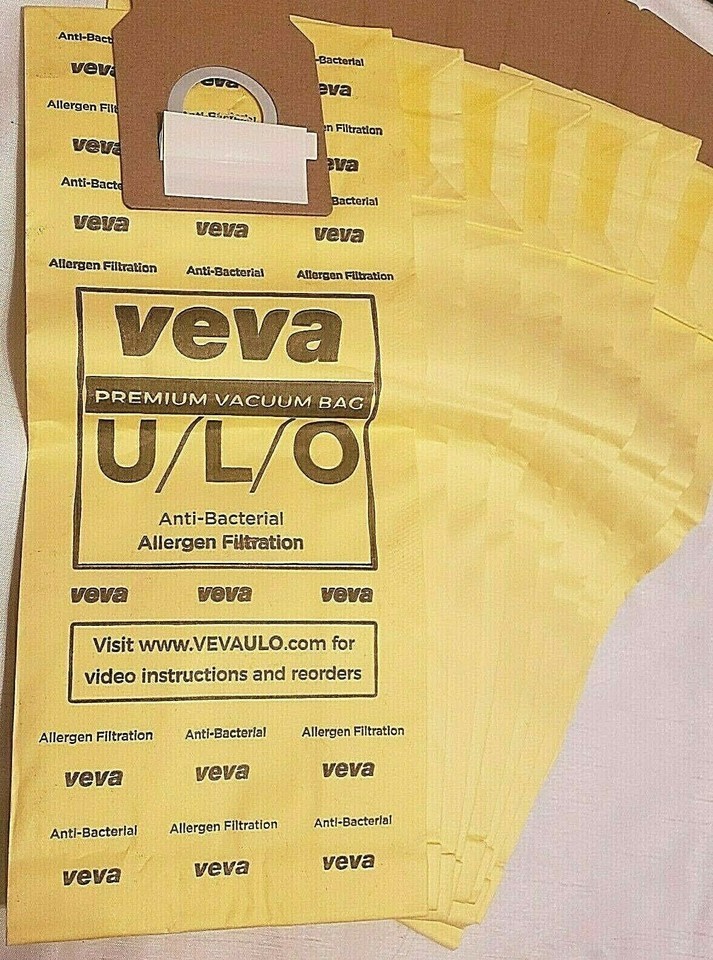 Anti-Bacterial
veva veva
Allergen Filtration
veva veva
Anti-Bacterial Bacterial
veva veva veva
Allergen Filtration Anti-Bacterial Allergen Filtration
veva
PREMIUM VACUUM BAG
U/L/O
Anti-Bacterial
Allergen Filtration
veva veva veva
Visit www.VEVAULO.com for
video instructions and reorders
Allergen Filtration Anti-Bacterial Allergen Filtration
veva veva veva
Anti-Bacterial Allergen Filtration Anti-Bacterial
veva veva veva